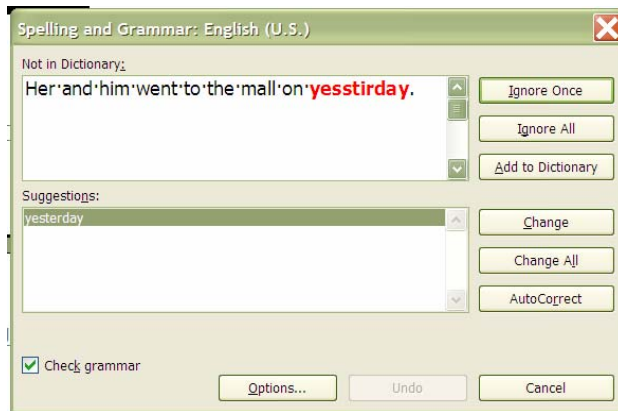 Spelling and Grammar: English (U.S.)
Not in Dictionary:
Her·and·him·went·to·the·mall·on·yesstirday.
Ignore Once
Ignore All
Add to Dictionary
Suggestions:
yesterday
Change
Change All
AutoCorrect
Check grammar
Options...
Undo
Cancel